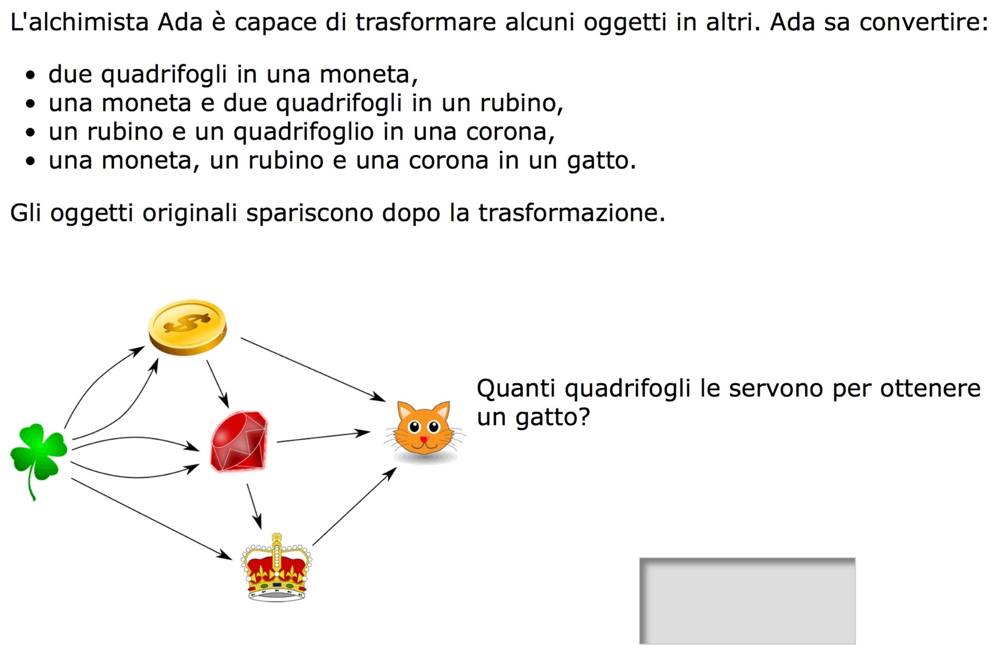 L'alchimista Ada è capace di trasformare alcuni oggetti in altri. Ada sa convertire:
• due quadrifogli in una moneta,
• una moneta e due quadrifogli in un rubino,
• un rubino e un quadrifoglio in una corona,
• una moneta, un rubino e una corona in un gatto.
Gli oggetti originali spariscono dopo la trasformazione.
$
Quanti quadrifogli le servono per ottenere
un gatto?